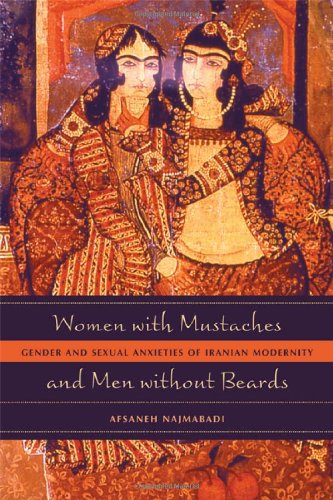 Women with Mustaches
GENDER AND SEXUAL ANXIETIES OF IRANIAN MODERNITY
and Men without Beards
AFSANEH NAJMABADI